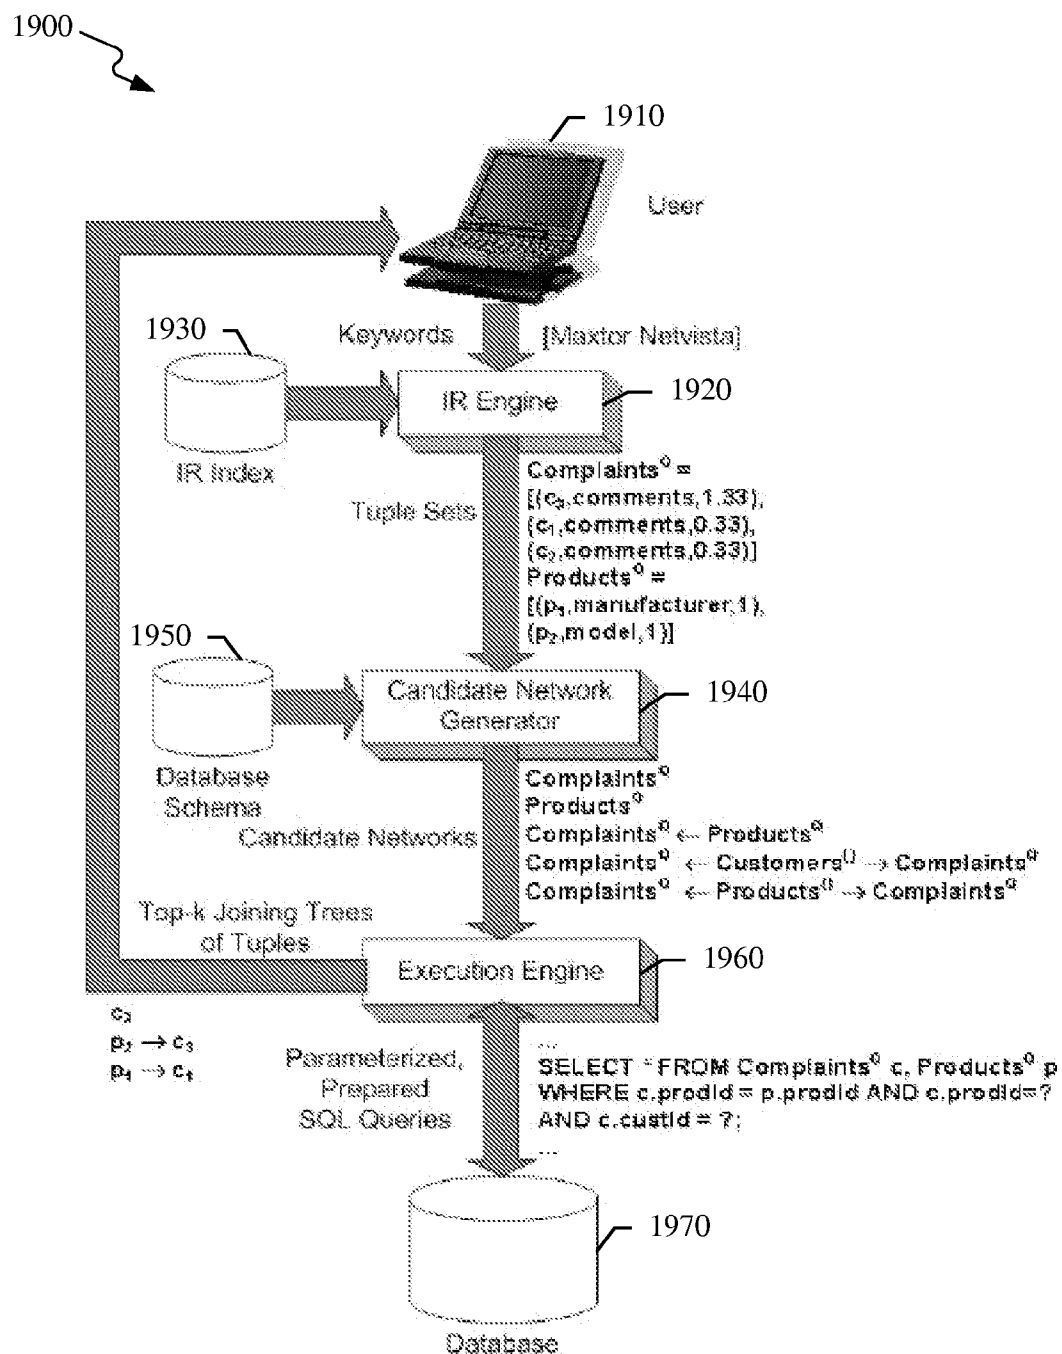 1900
1910
User
Keywords
[Maxtor Netvista]
1930
IR Engine
1920
IR Index
Tuple Sets
Complaints^Q =
[(c₃,comments,1.33),
(c₁,comments,0.33),
(c₂,comments,0.33)]
Products^Q =
[(p₁,manufacturer,1),
(p₂,model,1)]
1950
Candidate Network
Generator
1940
Database
Schema
Candidate Networks
Complaints^Q
Products^Q
Complaints^Q ← Products^Q
Complaints^Q ← Customers^{} → Complaints^Q
Complaints^Q ← Products^{} → Complaints^Q
Top-k Joining Trees
of Tuples
Execution Engine
1960
c₃
p₂ → c₃
p₁ → c₁
Parameterized,
Prepared
SQL Queries
...
SELECT * FROM Complaints^Q c, Products^Q p
WHERE c.prodId = p.prodId AND c.prodId=?
AND c.custId = ?;
...
1970
Database